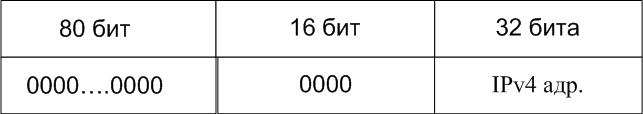 80 бит 16 бит 32 бита
0000....0000 0000 IPv4 адр.